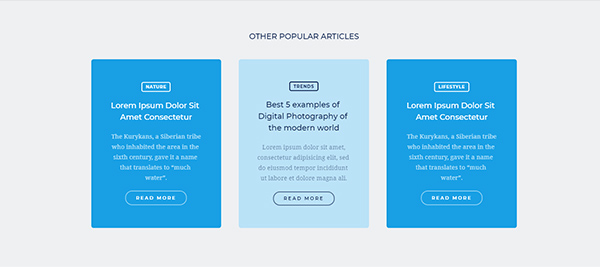 OTHER POPULAR ARTICLES
NATURE
Lorem Ipsum Dolor Sit
Amet Consectetur
The Kurykans, a Siberian tribe
who inhabited the area in the
sixth century, gave it a name
that translates to “much
water”.
READ MORE
TRENDS
Best 5 examples of
Digital Photography of
the modern world
Lorem ipsum dolor sit amet,
consectetur adipisicing elit, sed
do eiusmod tempor incididunt
ut labore et dolore magna ali.
READ MORE
LIFESTYLE
Lorem Ipsum Dolor Sit
Amet Consectetur
The Kurykans, a Siberian tribe
who inhabited the area in the
sixth century, gave it a name
that translates to “much
water”.
READ MORE